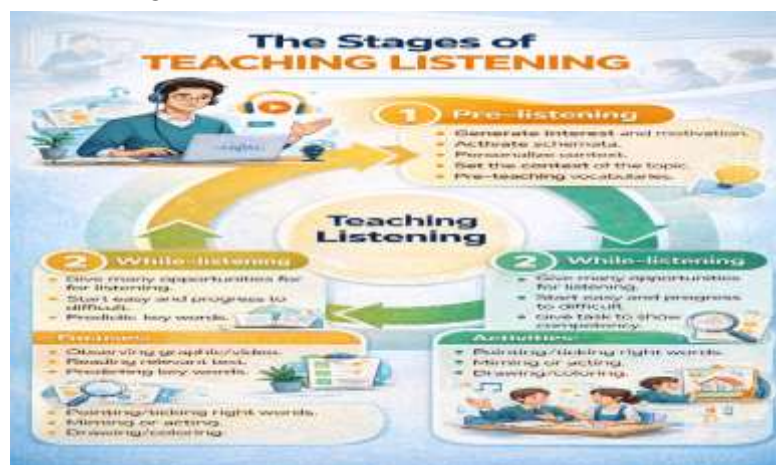 The Stages of
TEACHING LISTENING
1 Pre-listening
• Generate interest and motivation.
• Activate schemata.
• Personalize context.
• Set the context of the topic.
• Pre-teaching vocabularies.
Teaching
Listening
2 While-listening
• Give many opportunities for
for listening.
• Start easy and progress to
difficult.
• key words.
• Observing graphic/video.
• Reading relevant text.
• Predicting key words.
• Pointing/ticking right words.
• Miming or acting.
• Drawing/coloring.
2 While-listening
• Give many opportunities
for listening.
• Start easy and progress
to difficult.
• Give task to show
competency.
Activities:
• Pointing/ticking right words.
• Miming or acting.
• Drawing/coloring.